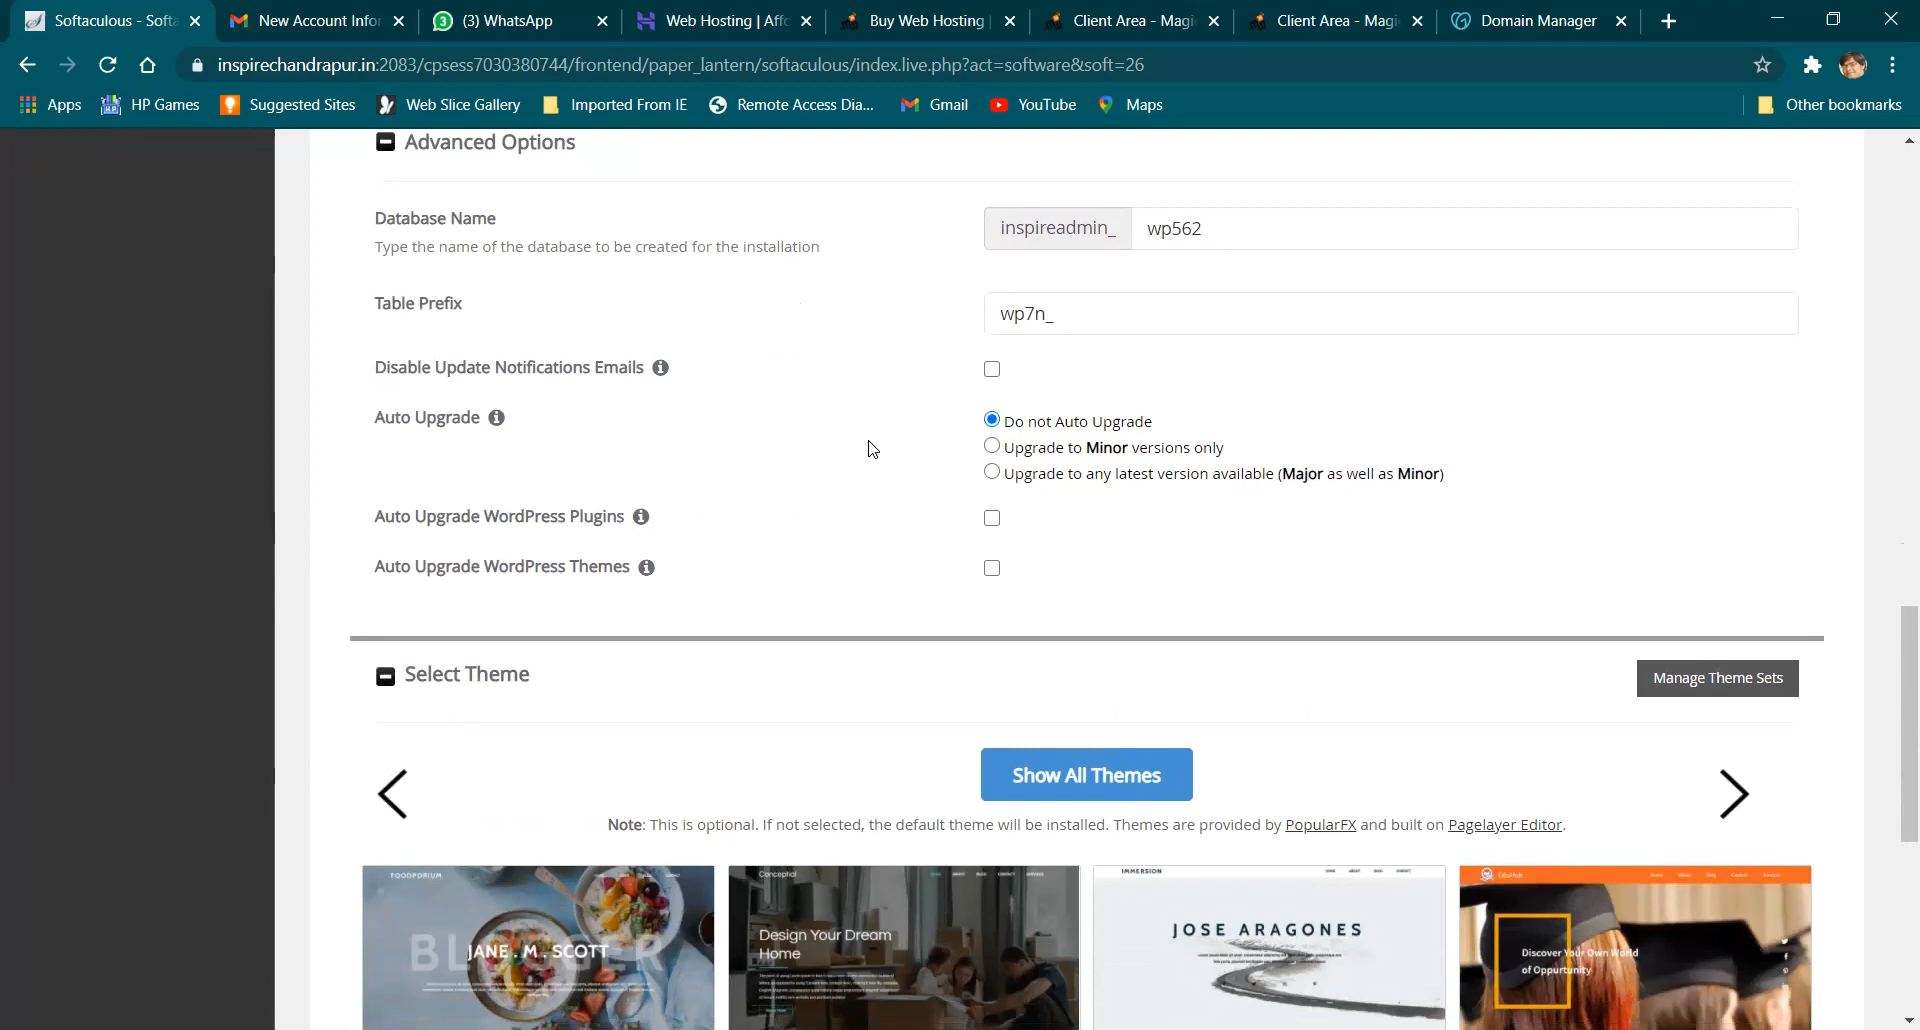 Softaculous - Softa
New Account Infor
(3) WhatsApp
Web Hosting | Affo
Buy Web Hosting |
Client Area - Magi
Client Area - Magi
Domain Manager
inspirechandrapur.in:2083/cpsess7030380744/frontend/paper_lantern/softaculous/index.live.php?act=software&soft=26
Apps
HP Games
Suggested Sites
Web Slice Gallery
Imported From IE
Remote Access Dia...
Gmail
YouTube
Maps
Other bookmarks
Advanced Options
Database Name
Type the name of the database to be created for the installation
inspireadmin_ wp562
Table Prefix
wp7n_
Disable Update Notifications Emails
Auto Upgrade
Do not Auto Upgrade
Upgrade to Minor versions only
Upgrade to any latest version available (Major as well as Minor)
Auto Upgrade WordPress Plugins
Auto Upgrade WordPress Themes
Select Theme
Manage Theme Sets
Show All Themes
Note: This is optional. If not selected, the default theme will be installed. Themes are provided by PopularFX and built on Pagelayer Editor.
FOODPORIUM
JANE . M . SCOTT
Conceptial
Design Your Dream
Home
IMMERSION
JOSE ARAGONES
EduHub
Discover Your Own World
of Oppurtunity